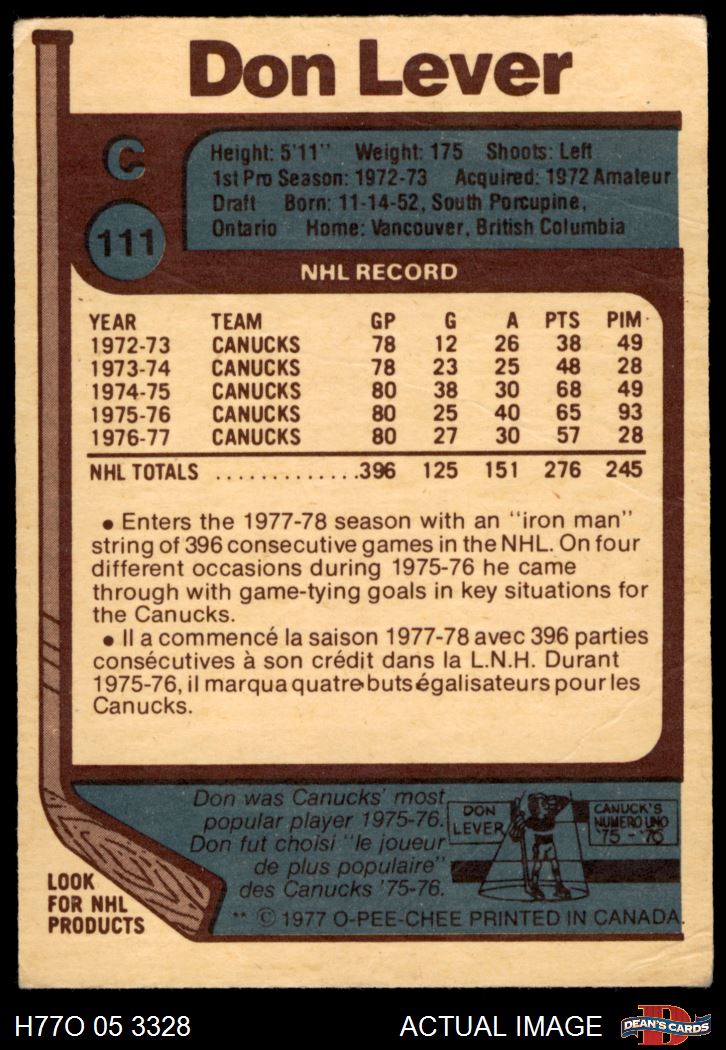 Don Lever
C
111
Height: 5'11" Weight: 175 Shoots: Left
1st Pro Season: 1972-73 Acquired: 1972 Amateur
Draft Born: 11-14-52, South Porcupine,
Ontario Home: Vancouver, British Columbia
NHL RECORD
YEAR TEAM GP G A PTS PIM
1972-73 CANUCKS 78 12 26 38 49
1973-74 CANUCKS 78 23 25 48 28
1974-75 CANUCKS 80 38 30 68 49
1975-76 CANUCKS 80 25 40 65 93
1976-77 CANUCKS 80 27 30 57 28
NHL TOTALS .............396 125 151 276 245
• Enters the 1977-78 season with an "iron man"
string of 396 consecutive games in the NHL. On four
different occasions during 1975-76 he came
through with game-tying goals in key situations for
the Canucks.
• Il a commencé la saison 1977-78 avec 396 parties
consécutives à son crédit dans la L.N.H. Durant
1975-76, il marqua quatre buts égalisateurs pour les
Canucks.
Don was Canucks' most
popular player 1975-76.
Don fut choisi "le joueur
de plus populaire"
des Canucks '75-76.
DON
LEVER
CANUCK'S
NUMERO UNO
'75-'76
LOOK
FOR NHL
PRODUCTS
** © 1977 O-PEE-CHEE PRINTED IN CANADA.
H77O 05 3328
ACTUAL IMAGE
D
DEAN'S CARDS